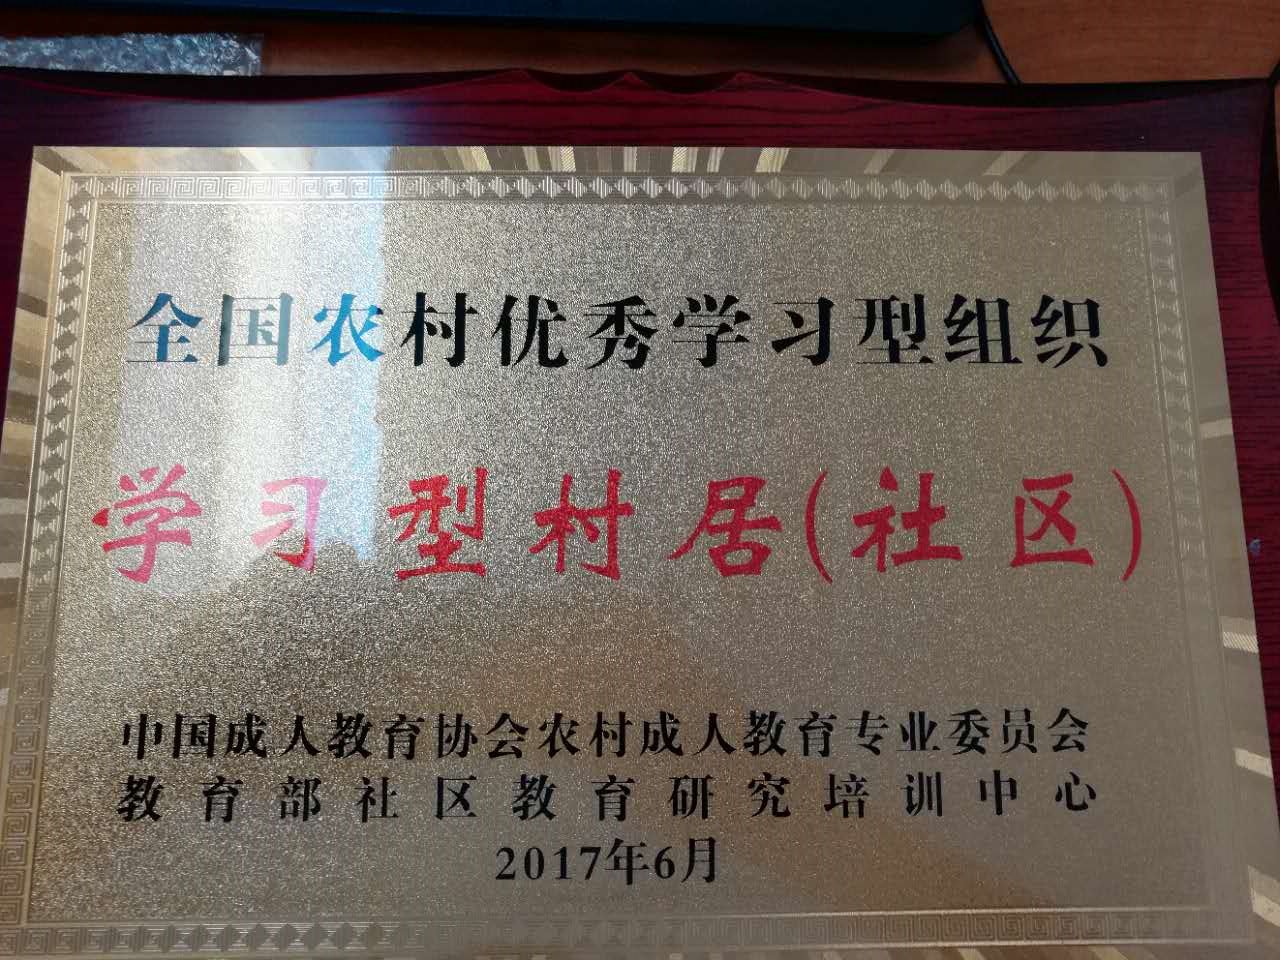 全国农村优秀学习型组织
学习型村居(社区)
中国成人教育协会农村成人教育专业委员会
教育部社区教育研究培训中心
2017年6月